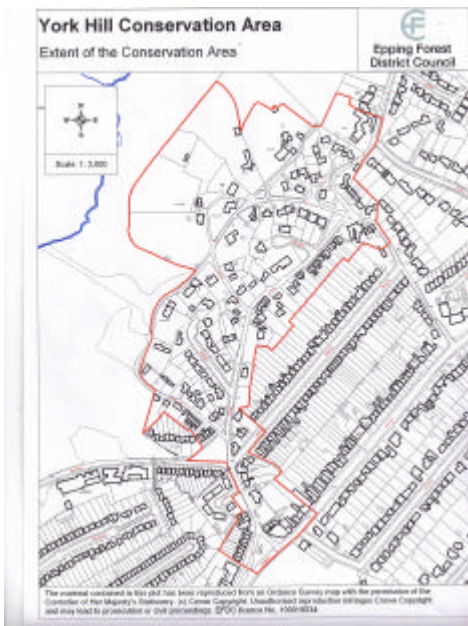 York Hill Conservation Area
Extent of the Conservation Area
Epping Forest
District Council
N
Scale 1: 3,000
The material contained in this plot has been reproduced from an Ordnance Survey map with the permission of the
Controller of Her Majesty's Stationery. (c) Crown Copyright. Unauthorised reproduction infringes Crown Copyright
and may lead to prosecution or civil proceedings. EFDC licence No.